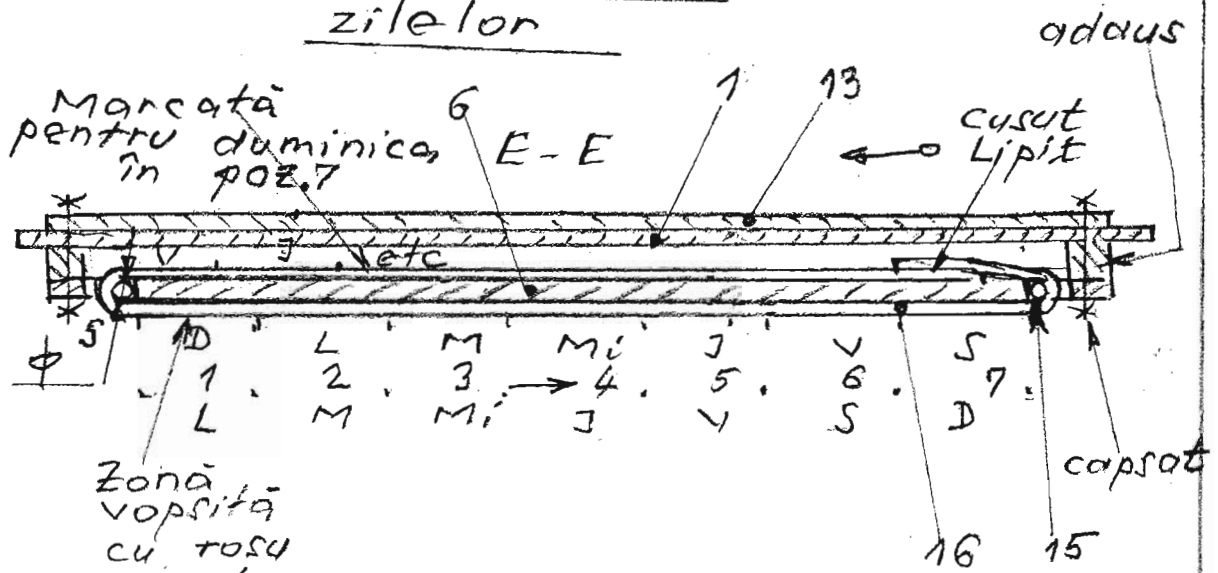 zilelor
adaus
Marcată
pentru duminica,
în poz.7
6
E-E
1
13
cusut
Lipit
V J etc
S
D L M Mi J V S
1 . 2 . 3 . → 4 . 5 . 6 . 7 .
L M Mi J V S D
φ
capsat
Zonă
vopsită
cu roșu
16
15